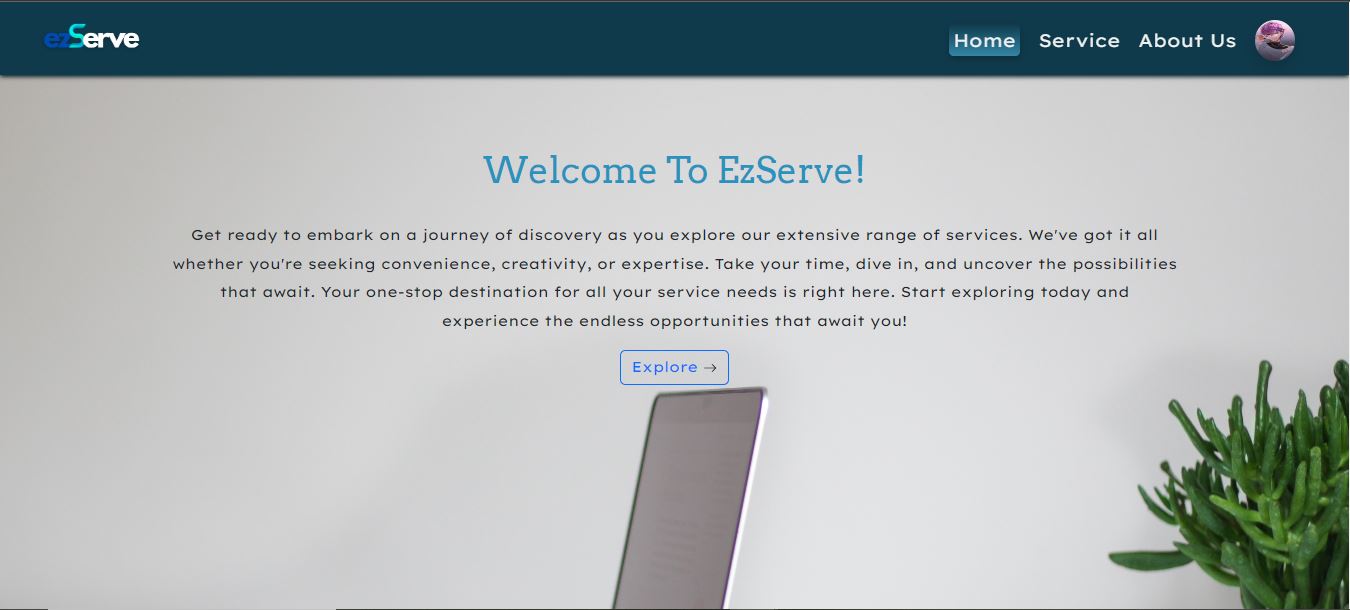 ezServe
Home Service About Us
Welcome To EzServe!
Get ready to embark on a journey of discovery as you explore our extensive range of services. We've got it all
whether you're seeking convenience, creativity, or expertise. Take your time, dive in, and uncover the possibilities
that await. Your one-stop destination for all your service needs is right here. Start exploring today and
experience the endless opportunities that await you!
Explore →